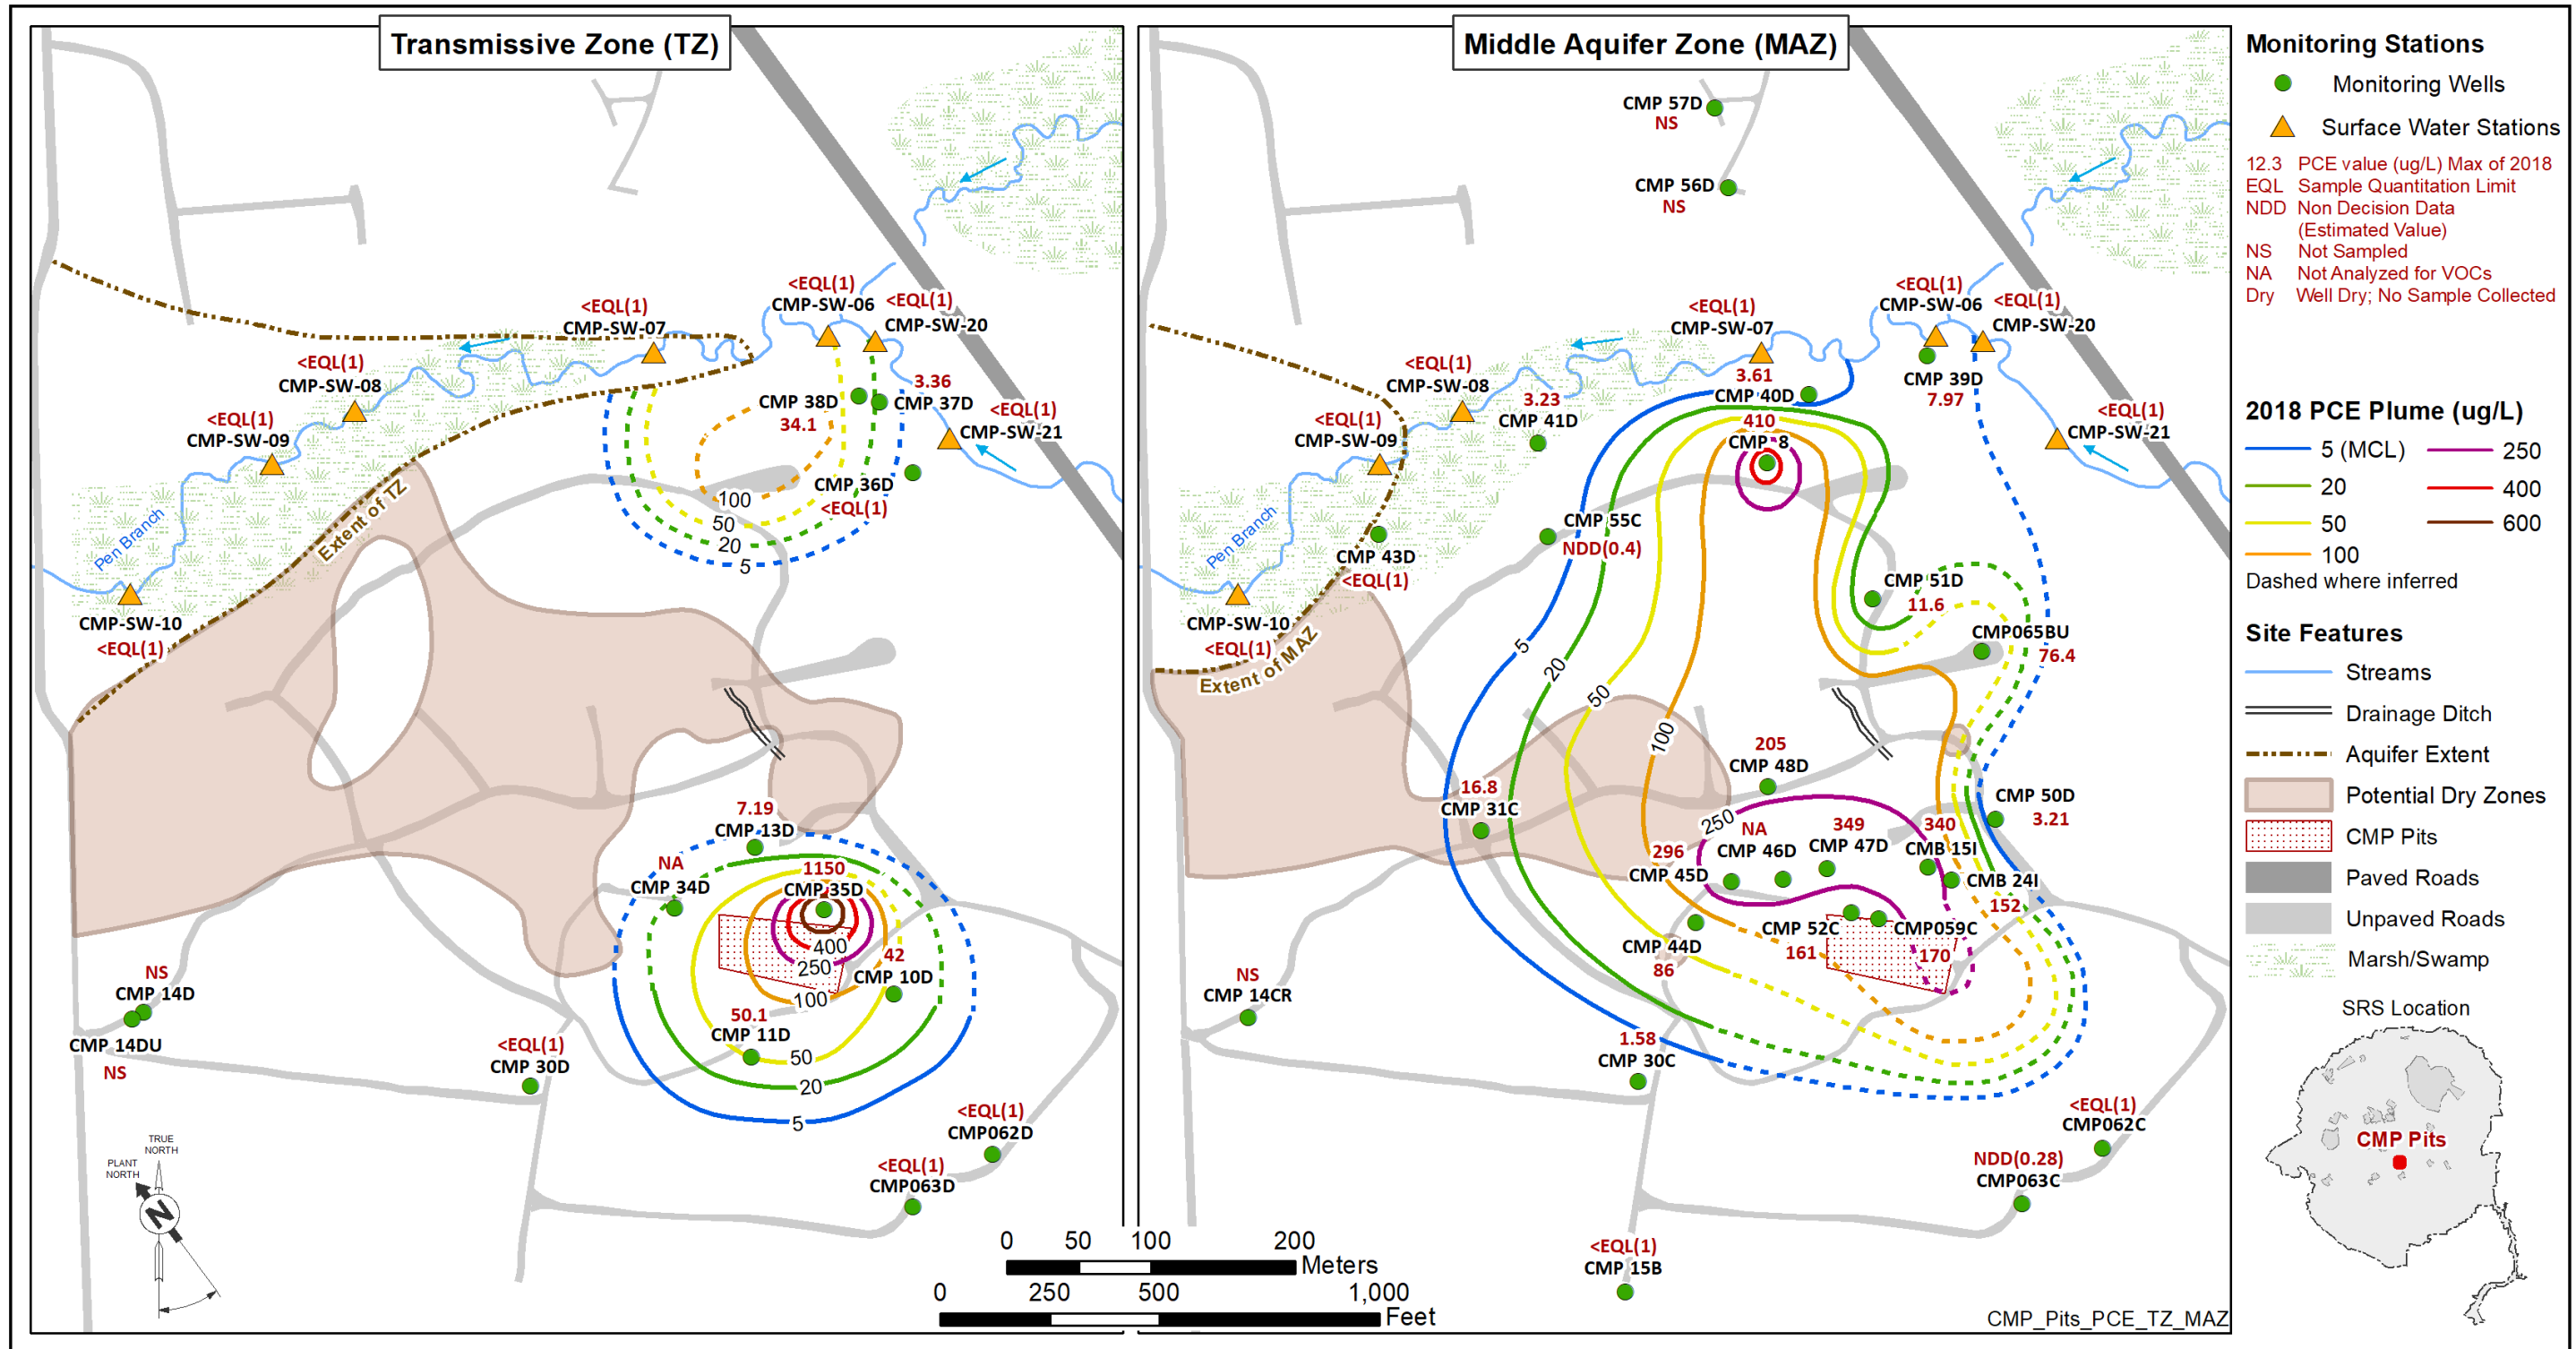 Transmissive Zone (TZ)
<EQL(1)
CMP-SW-06
<EQL(1)
CMP-SW-20
<EQL(1)
CMP-SW-07
<EQL(1)
CMP-SW-08
3.36
CMP 37D
CMP 38D
34.1
<EQL(1)
CMP-SW-21
<EQL(1)
CMP-SW-09
CMP 36D
<EQL(1)
100
50
20
5
Extent of TZ
Pen Branch
CMP-SW-10
<EQL(1)
7.19
CMP 13D
NA
CMP 34D
1150
CMP 35D
400
250
100
42
CMP 10D
50.1
CMP 11D
50
20
5
NS
CMP 14D
CMP 14DU
NS
<EQL(1)
CMP 30D
<EQL(1)
CMP062D
<EQL(1)
CMP063D
TRUE
NORTH
PLANT
NORTH
N
0 50 100 200
Meters
0 250 500 1,000
Feet
Middle Aquifer Zone (MAZ)
CMP 57D
NS
CMP 56D
NS
<EQL(1)
CMP-SW-06
<EQL(1)
CMP-SW-20
<EQL(1)
CMP-SW-07
<EQL(1)
CMP-SW-08
3.61
CMP 40D
CMP 39D
7.97
3.23
CMP 41D
410
CMP 8
<EQL(1)
CMP-SW-21
<EQL(1)
CMP-SW-09
CMP 55C
NDD(0.4)
CMP 43D
<EQL(1)
Pen Branch
CMP-SW-10
<EQL(1)
Extent of MAZ
CMP 51D
11.6
CMP065BU
76.4
5
20
50
100
250
205
CMP 48D
16.8
CMP 31C
CMP 50D
3.21
NA
CMP 46D
349
CMP 47D
340
CMB 15I
296
CMP 45D
CMB 24I
152
CMP 52C
161
CMP059C
170
CMP 44D
86
NS
CMP 14CR
1.58
CMP 30C
<EQL(1)
CMP062C
NDD(0.28)
CMP063C
<EQL(1)
CMP 15B
CMP_Pits_PCE_TZ_MAZ
Monitoring Stations
Monitoring Wells
Surface Water Stations
12.3 PCE value (ug/L) Max of 2018
EQL Sample Quantitation Limit
NDD Non Decision Data
(Estimated Value)
NS Not Sampled
NA Not Analyzed for VOCs
Dry Well Dry; No Sample Collected
2018 PCE Plume (ug/L)
5 (MCL) 250
20 400
50 600
100
Dashed where inferred
Site Features
Streams
Drainage Ditch
Aquifer Extent
Potential Dry Zones
CMP Pits
Paved Roads
Unpaved Roads
Marsh/Swamp
SRS Location
CMP Pits